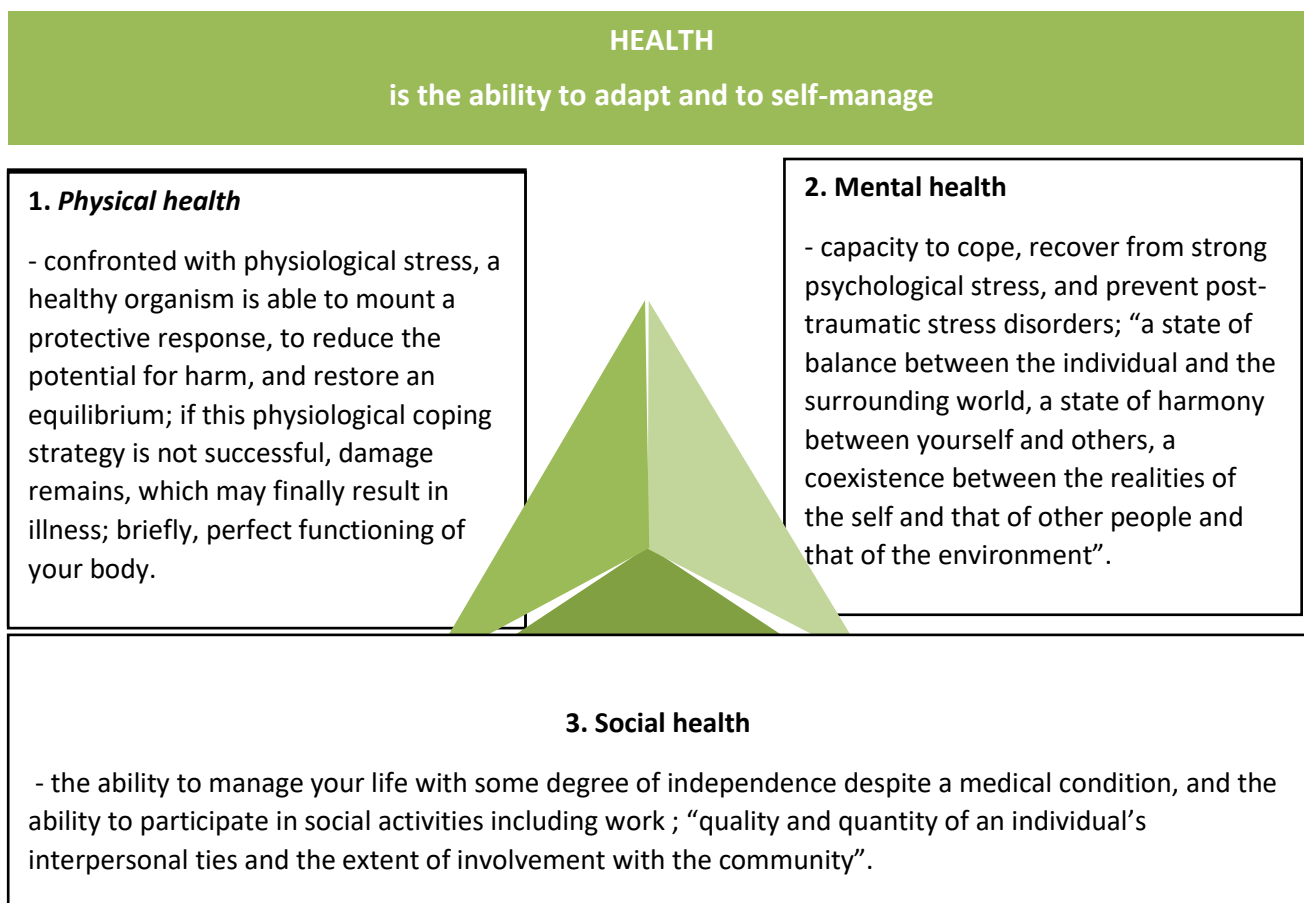 HEALTH
is the ability to adapt and to self-manage
1. Physical health
- confronted with physiological stress, a
healthy organism is able to mount a
protective response, to reduce the
potential for harm, and restore an
equilibrium; if this physiological coping
strategy is not successful, damage
remains, which may finally result in
illness; briefly, perfect functioning of
your body.
2. Mental health
- capacity to cope, recover from strong
psychological stress, and prevent post-
traumatic stress disorders; “a state of
balance between the individual and the
surrounding world, a state of harmony
between yourself and others, a
coexistence between the realities of
the self and that of other people and
that of the environment”.
3. Social health
- the ability to manage your life with some degree of independence despite a medical condition, and the
ability to participate in social activities including work ; “quality and quantity of an individual’s
interpersonal ties and the extent of involvement with the community”.